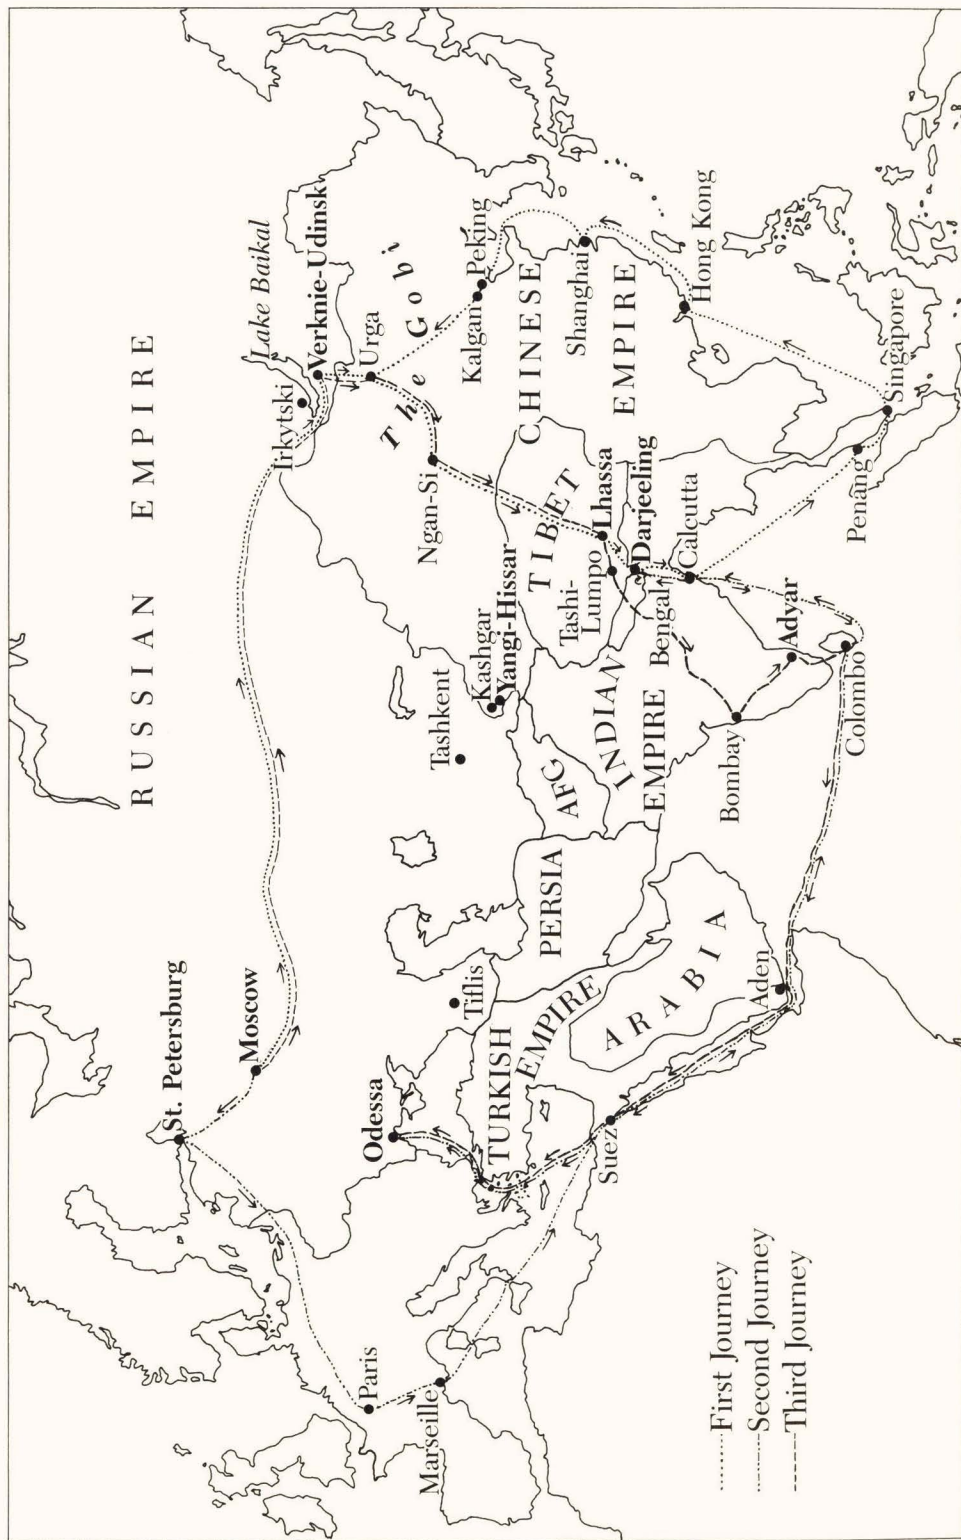 RUSSIAN EMPIRE
Lake Baikal
Irkytski
Verknie-Udinsk
Urga
The Gobi
St. Petersburg
Moscow
Odessa
Tiflis
Tashkent
Kashgar
Yangi-Hissar
Ngan-Si
Kalgan
Peking
CHINESE
EMPIRE
Shanghai
Hong Kong
TIBET
Lhassa
Tashi-
Lumpo
Darjeeling
Bengal
Calcutta
Paris
Marseille
TURKISH
EMPIRE
PERSIA
AFG
INDIAN
EMPIRE
ARABIA
Suez
Aden
Bombay
Adyar
Colombo
Penang
Singapore
First Journey
Second Journey
Third Journey